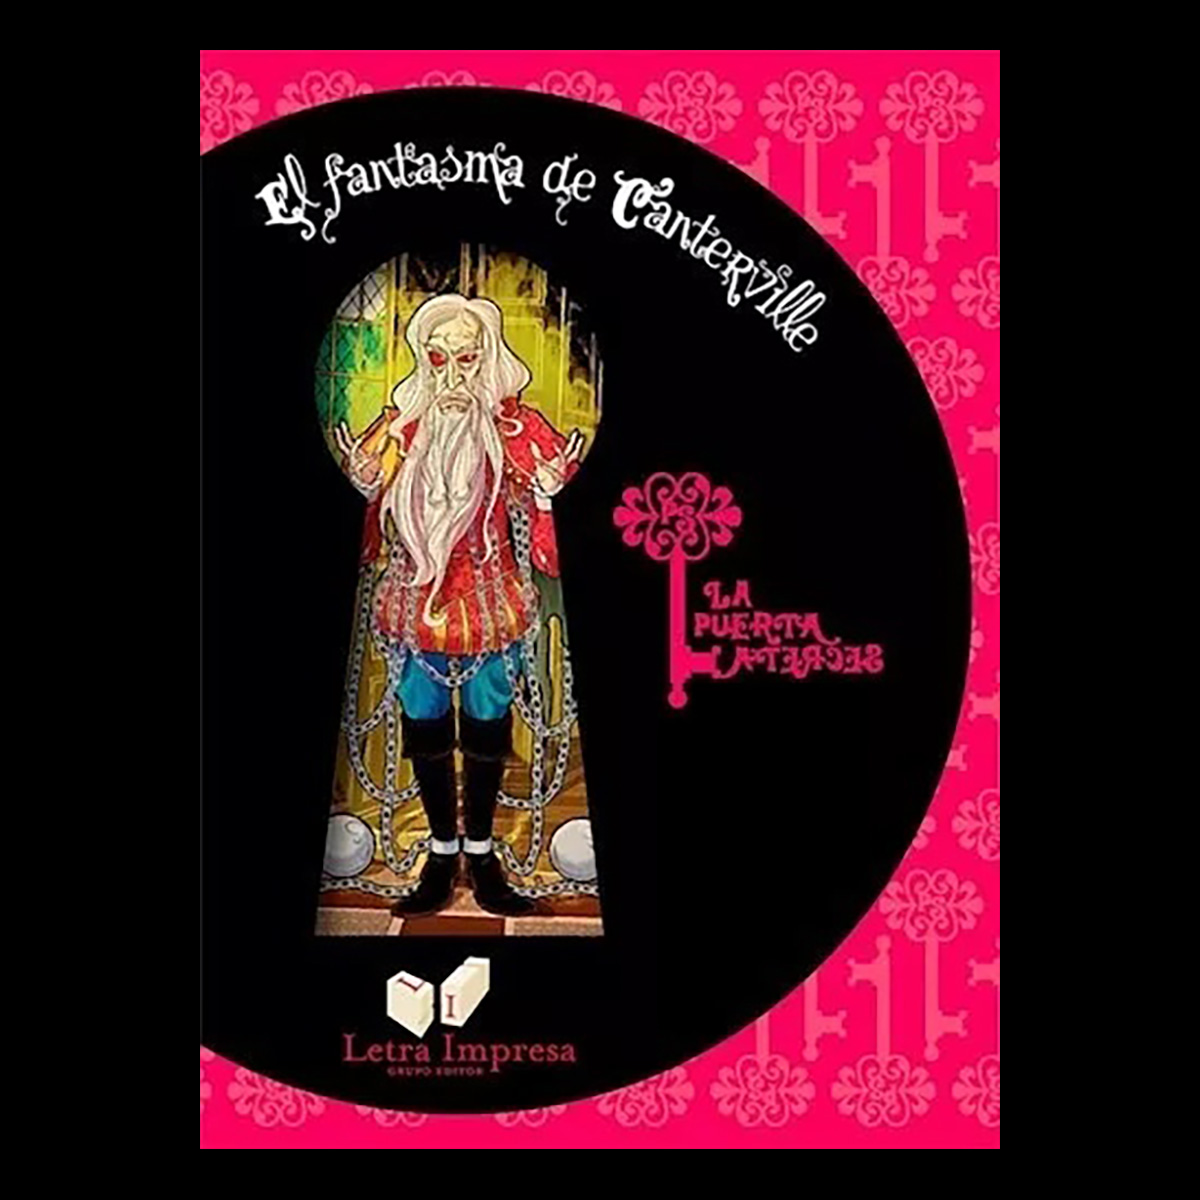 El fantasma de Canterville
LA
PUERTA
SECRETA
L I
Letra Impresa
GRUPO EDITOR